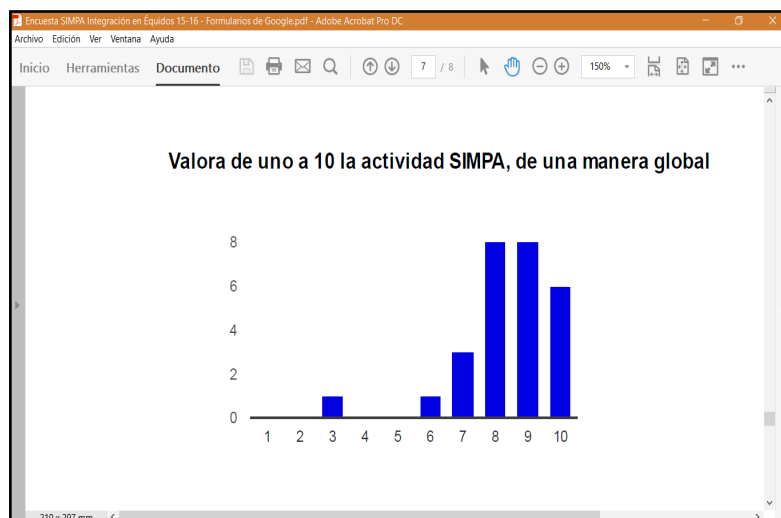 Encuesta SIMPA Integración en Équidos 15-16 - Formularios de Google.pdf - Adobe Acrobat Pro DC
Archivo Edición Ver Ventana Ayuda
Inicio Herramientas Documento 7 / 8 150%
Valora de uno a 10 la actividad SIMPA, de una manera global
8
6
4
2
0
1 2 3 4 5 6 7 8 9 10
210 x 297 mm